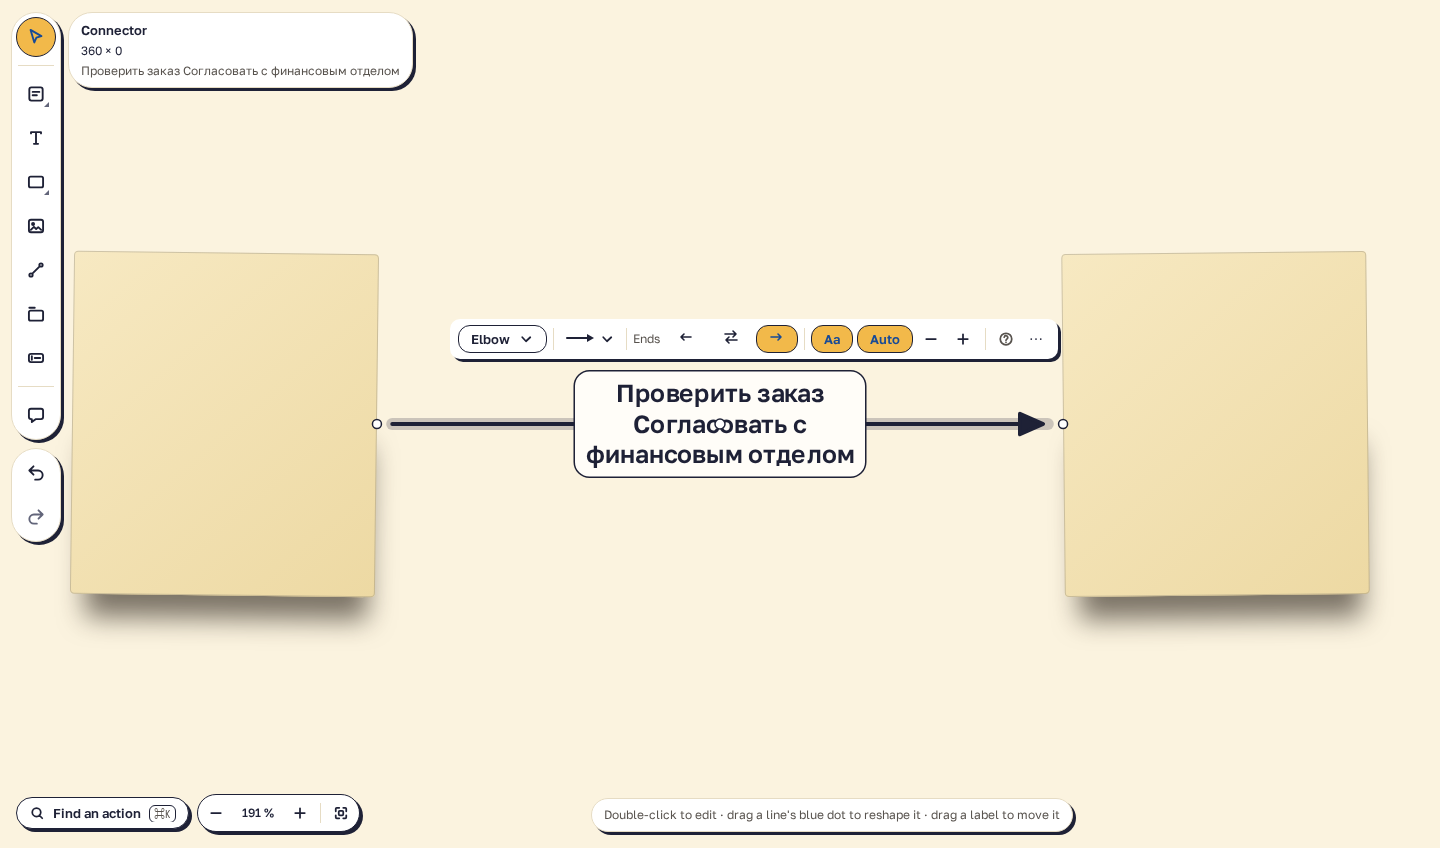 Connector
360 × 0
Проверить заказ Согласовать с финансовым отделом
Elbow
Ends
Aa
Auto
Проверить заказ
Согласовать с
финансовым отделом
Find an action ⌘K
191 %
Double-click to edit · drag a line's blue dot to reshape it · drag a label to move it